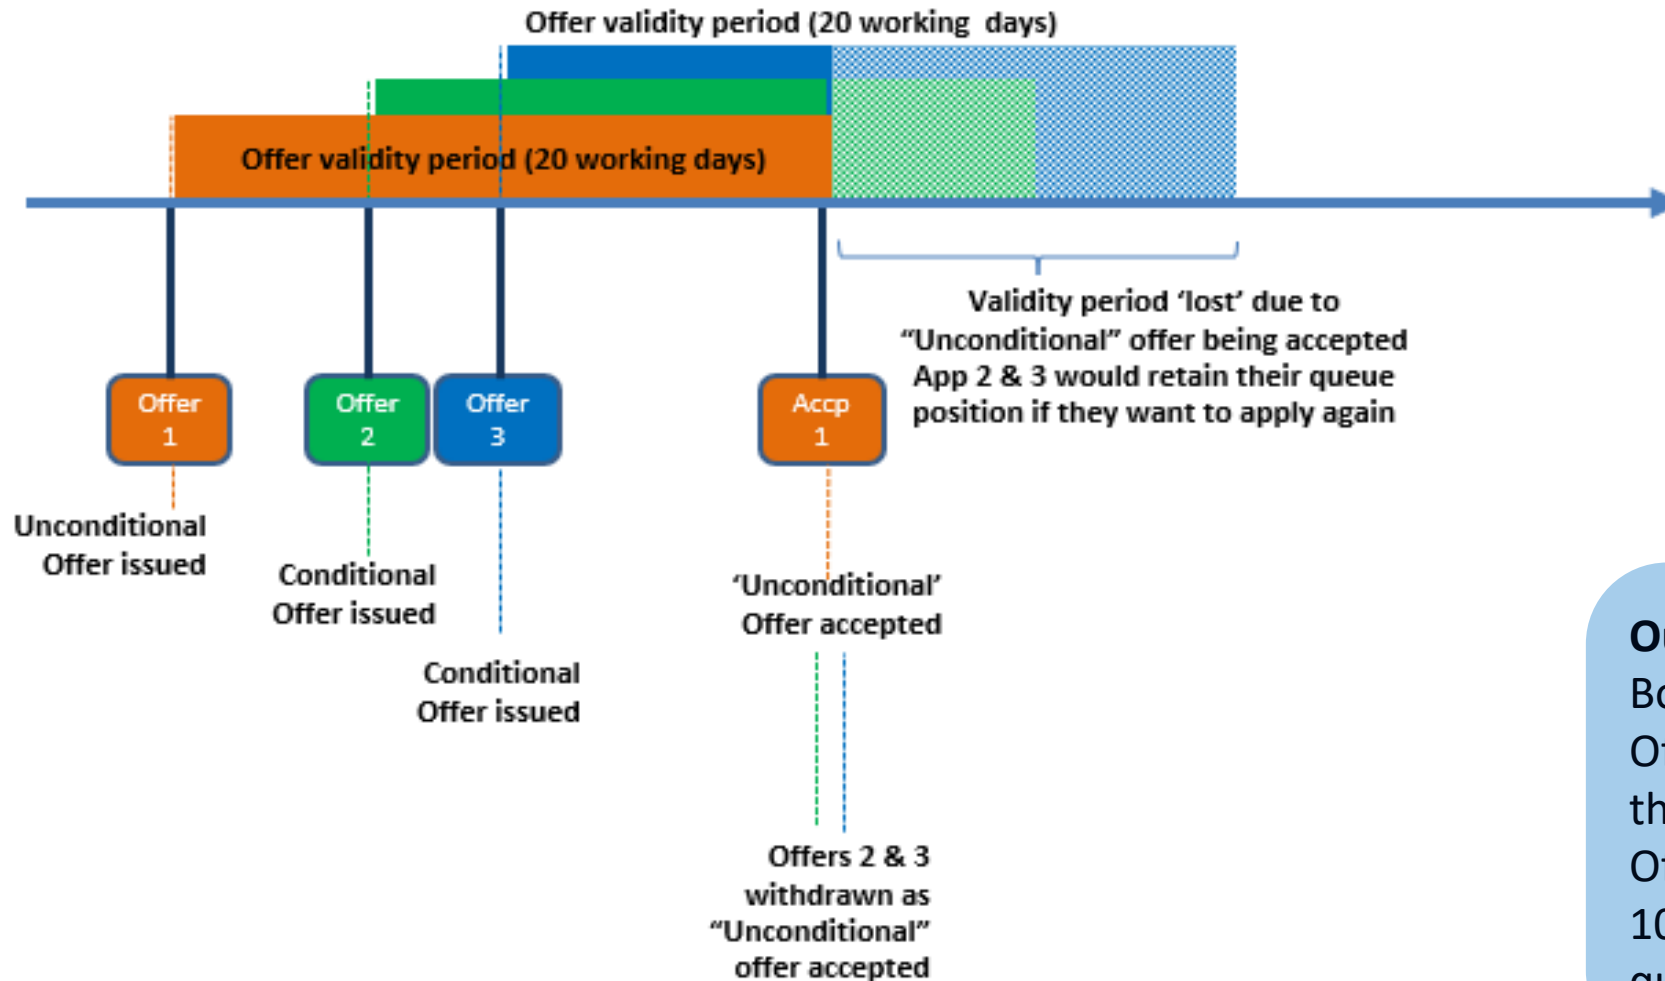 Offer validity period (20 working days)
Offer validity period (20 working days)
Validity period ‘lost’ due to
“Unconditional” offer being accepted
App 2 & 3 would retain their queue
position if they want to apply again
Offer
1
Offer
2
Offer
3
Accp
1
Unconditional
Offer issued
Conditional
Offer issued
Conditional
Offer issued
‘Unconditional’
Offer accepted
Offers 2 & 3
withdrawn as
“Unconditional”
offer accepted